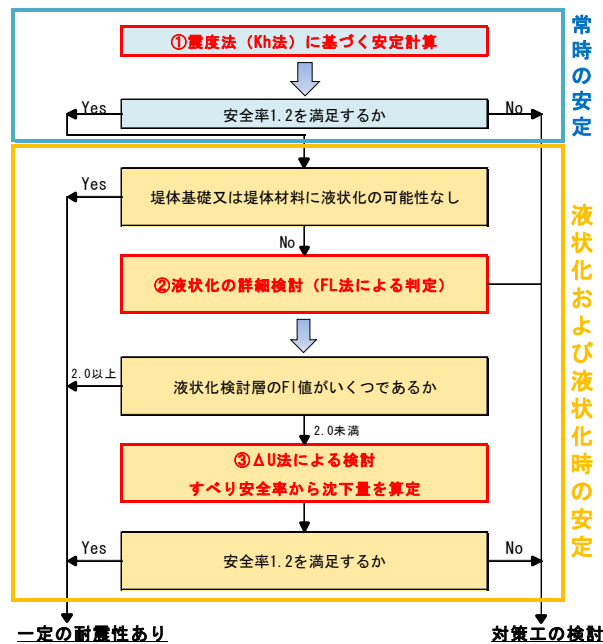 ①震度法（Kh法）に基づく安定計算
Yes
安全率1.2を満足するか
No
常時の安定
Yes
堤体基礎又は堤体材料に液状化の可能性なし
No
②液状化の詳細検討（FL法による判定）
2.0以上
液状化検討層のFl値がいくつであるか
2.0未満
③ΔU法による検討
すべり安全率から沈下量を算定
Yes
安全率1.2を満足するか
No
液状化および液状化時の安定
一定の耐震性あり
対策工の検討